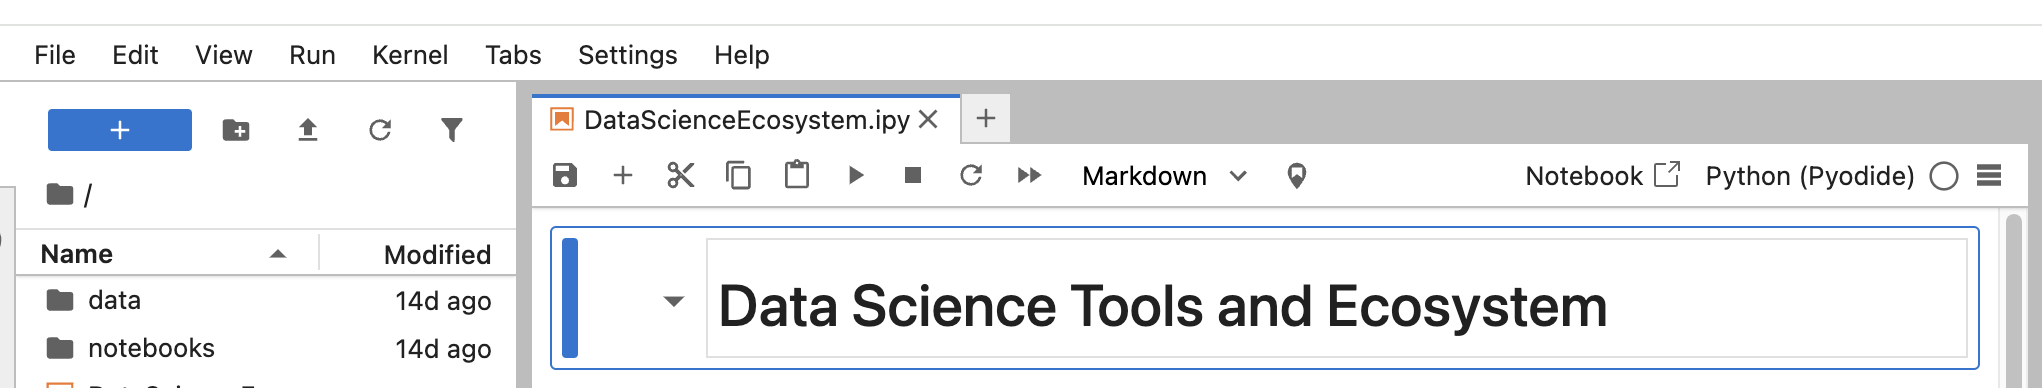 File Edit View Run Kernel Tabs Settings Help
DataScienceEcosystem.ipy
Markdown Notebook Python (Pyodide)
/
Name Modified
data 14d ago
notebooks 14d ago
Data Science Tools and Ecosystem